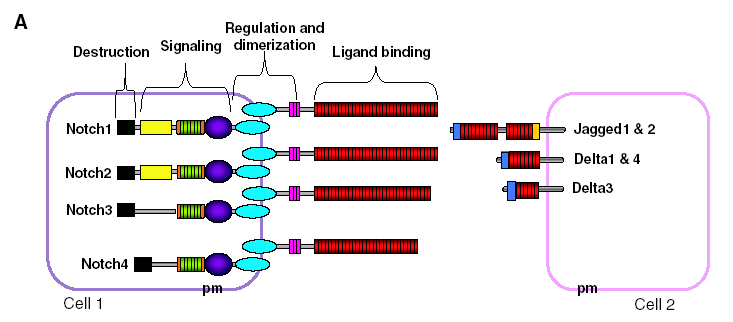 A
Destruction
Signaling
Regulation and
dimerization
Ligand binding
Notch1
Notch2
Notch3
Notch4
pm
Cell 1
Jagged1 & 2
Delta1 & 4
Delta3
pm
Cell 2